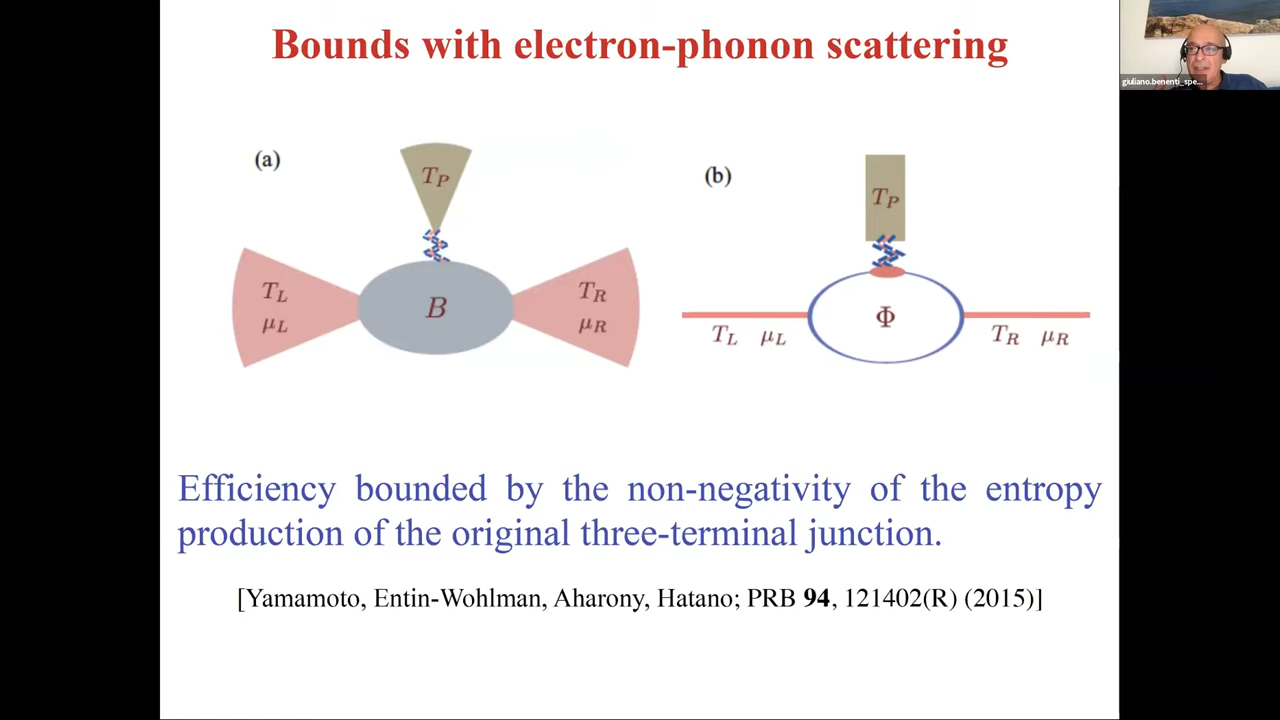 Bounds with electron-phonon scattering
giuliano.benenti_spe...
(a)
T_P
T_L
μ_L
B
T_R
μ_R
(b)
T_P
Φ
T_L μ_L
T_R μ_R
Efficiency bounded by the non-negativity of the entropy
production of the original three-terminal junction.
[Yamamoto, Entin-Wohlman, Aharony, Hatano; PRB 94, 121402(R) (2015)]